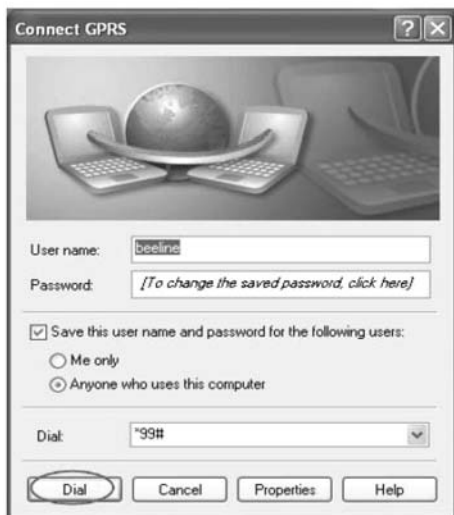 Connect GPRS
User name: beeline
Password: [To change the saved password, click here]
Save this user name and password for the following users:
Me only
Anyone who uses this computer
Dial: *99#
Dial Cancel Properties Help